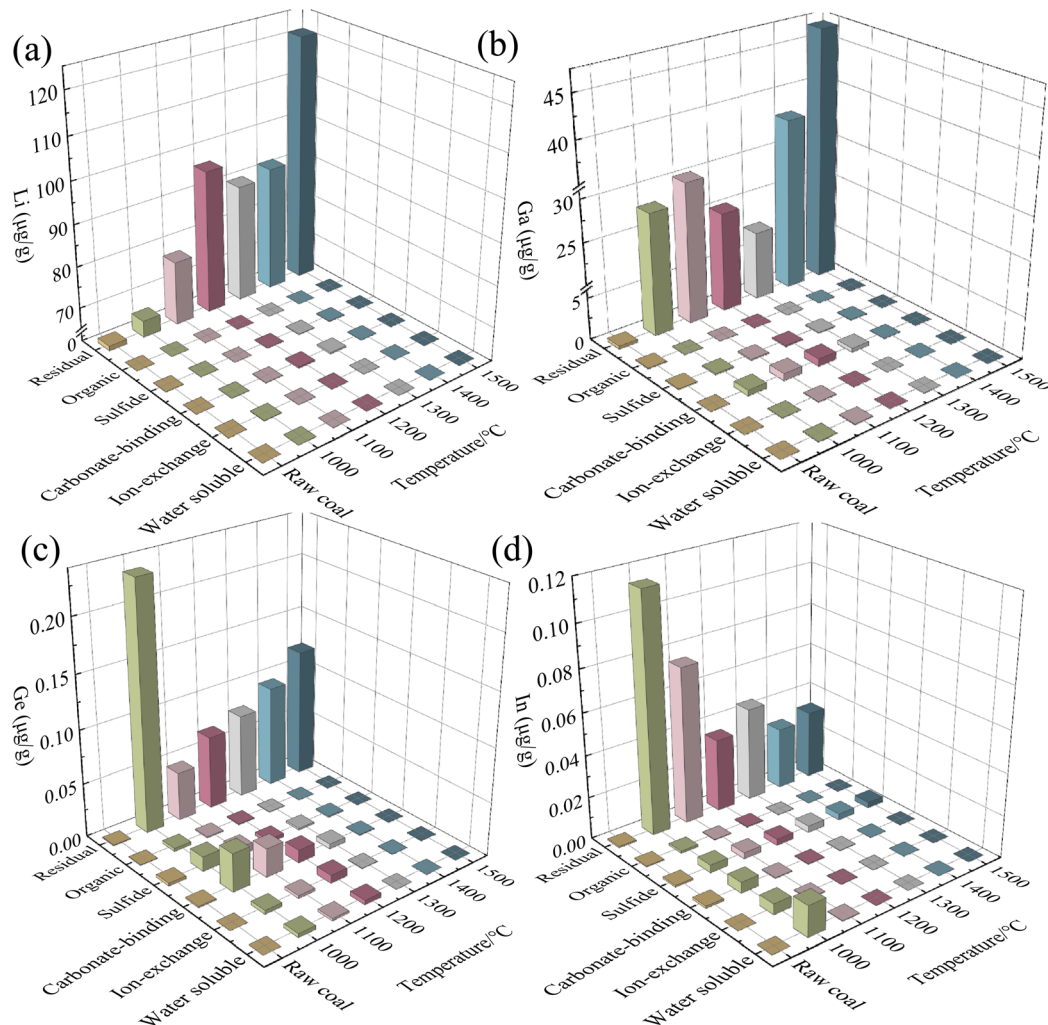 (a)
120
110
100
90
80
70
0
Li (μg/g)
Residual
Organic
Sulfide
Carbonate-binding
Ion-exchange
Water soluble
Raw coal
1000
1100
1200
1300
1400
1500
Temperature/°C
(b)
45
40
30
25
5
0
Ga (μg/g)
Residual
Organic
Sulfide
Carbonate-binding
Ion-exchange
Water soluble
Raw coal
1000
1100
1200
1300
1400
1500
Temperature/°C
(c)
0.20
0.15
0.10
0.05
0.00
Ge (μg/g)
Residual
Organic
Sulfide
Carbonate-binding
Ion-exchange
Water soluble
Raw coal
1000
1100
1200
1300
1400
1500
Temperature/°C
(d)
0.12
0.10
0.08
0.06
0.04
0.02
0.00
In (μg/g)
Residual
Organic
Sulfide
Carbonate-binding
Ion-exchange
Water soluble
Raw coal
1000
1100
1200
1300
1400
1500
Temperature/°C